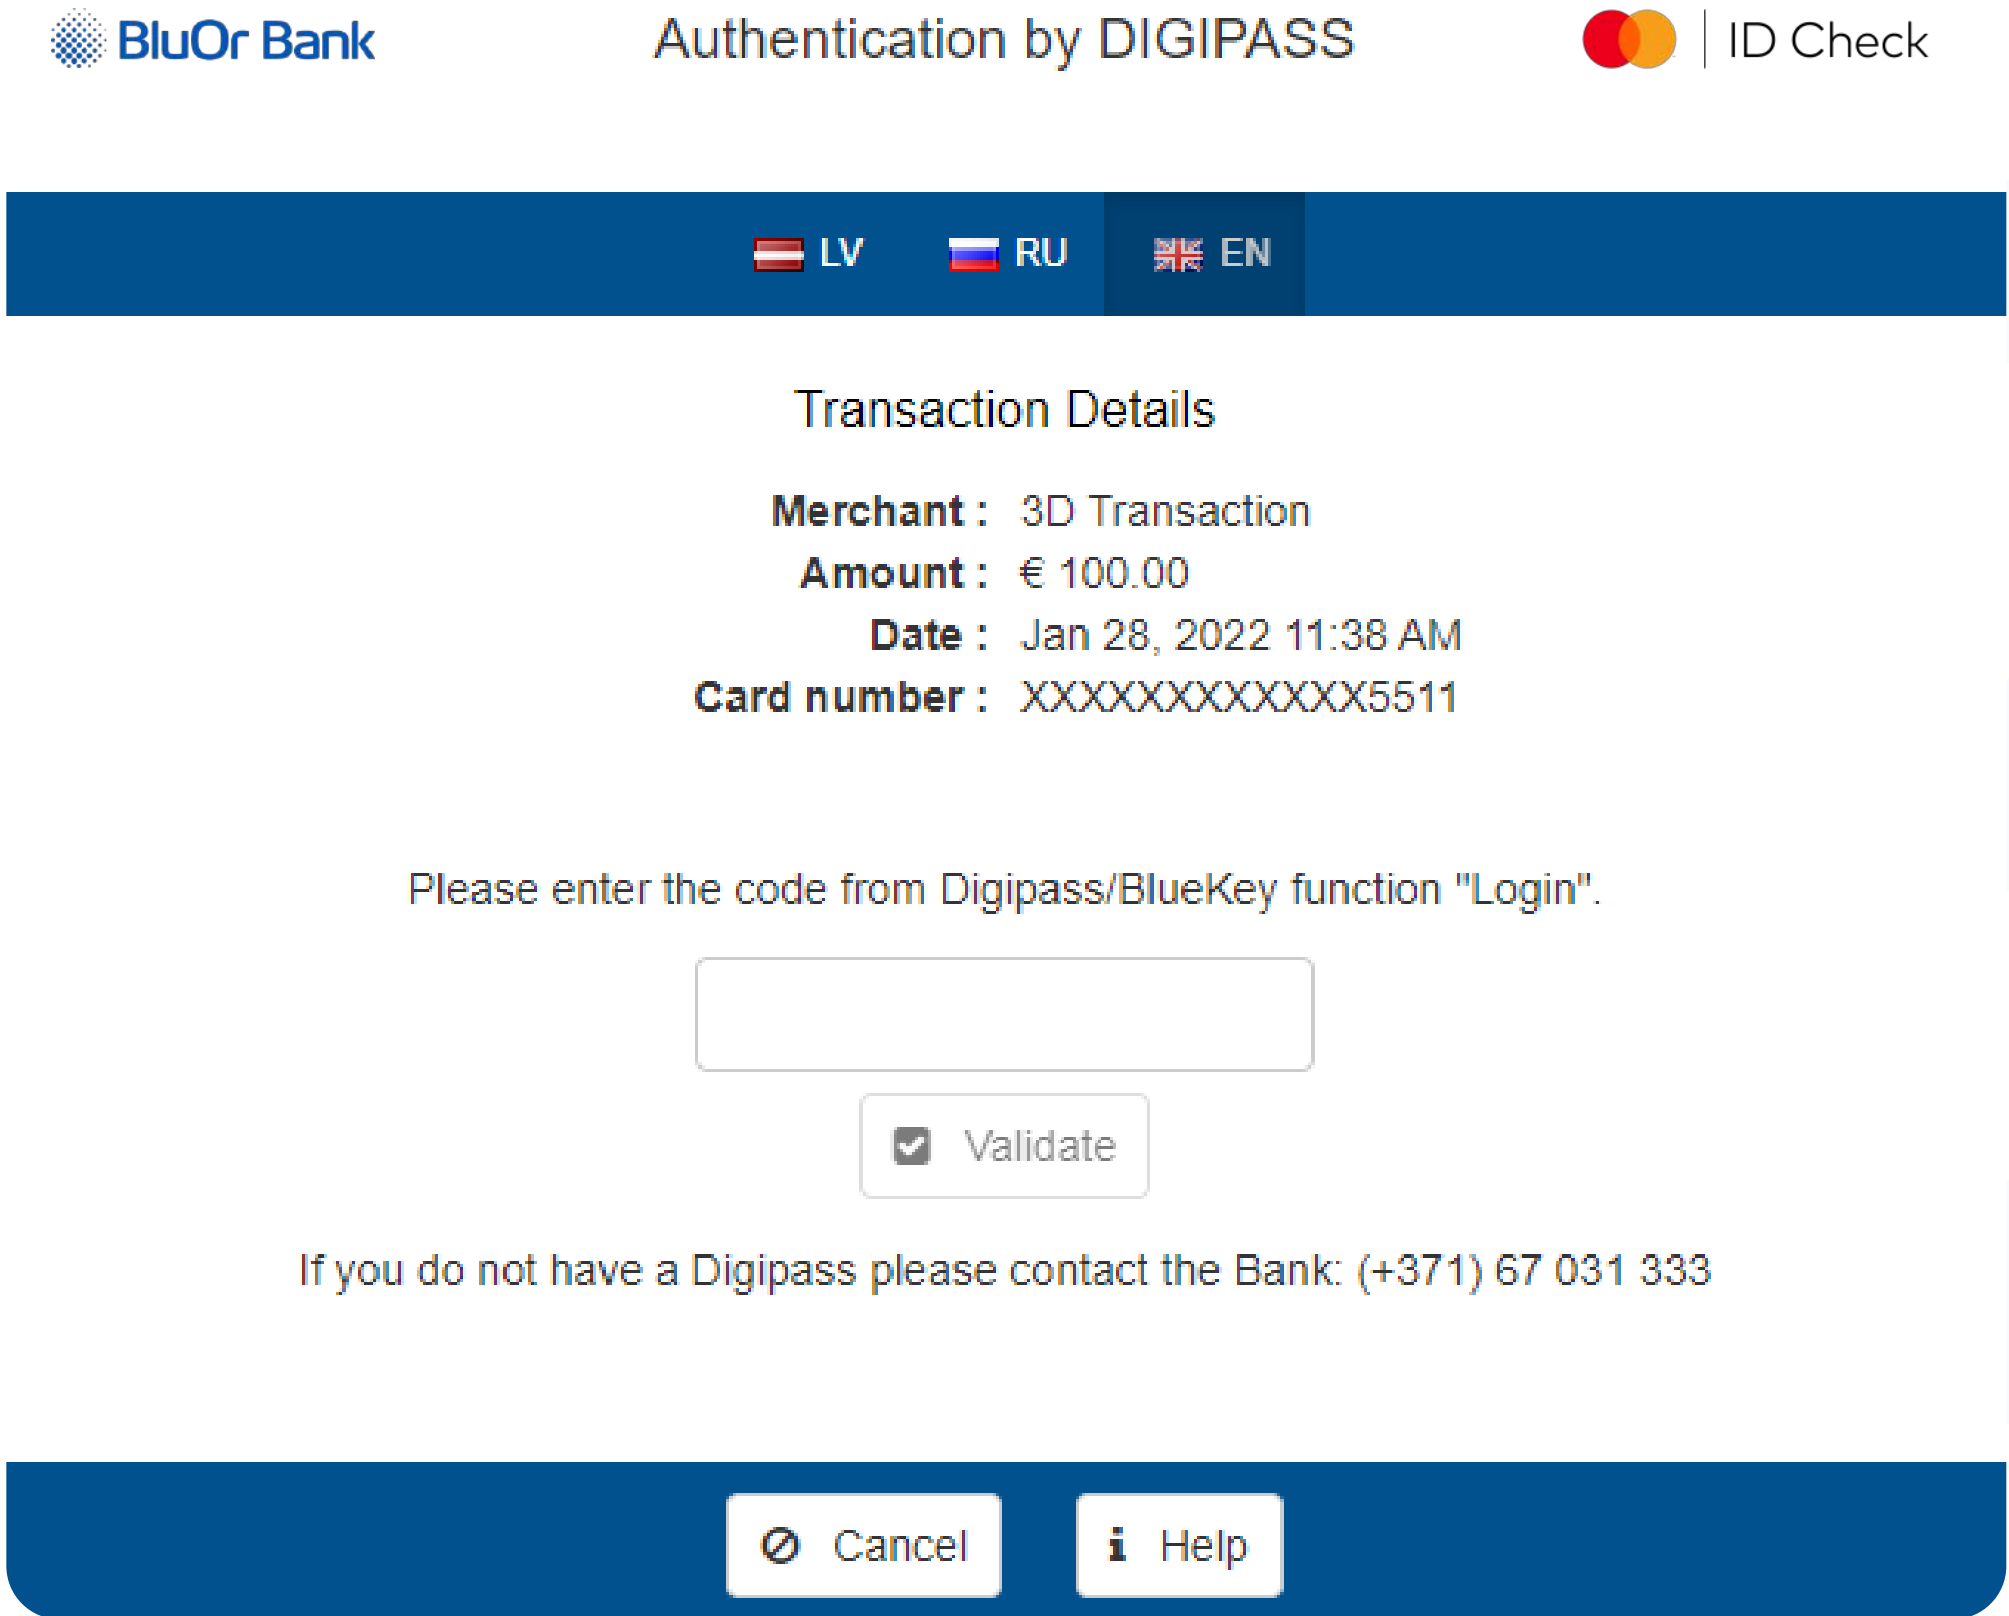 BluOr Bank Authentication by DIGIPASS ID Check
LV RU EN
Transaction Details
Merchant : 3D Transaction
Amount : € 100.00
Date : Jan 28, 2022 11:38 AM
Card number : XXXXXXXXXXXX5511
Please enter the code from Digipass/BlueKey function "Login".
Validate
If you do not have a Digipass please contact the Bank: (+371) 67 031 333
Cancel Help